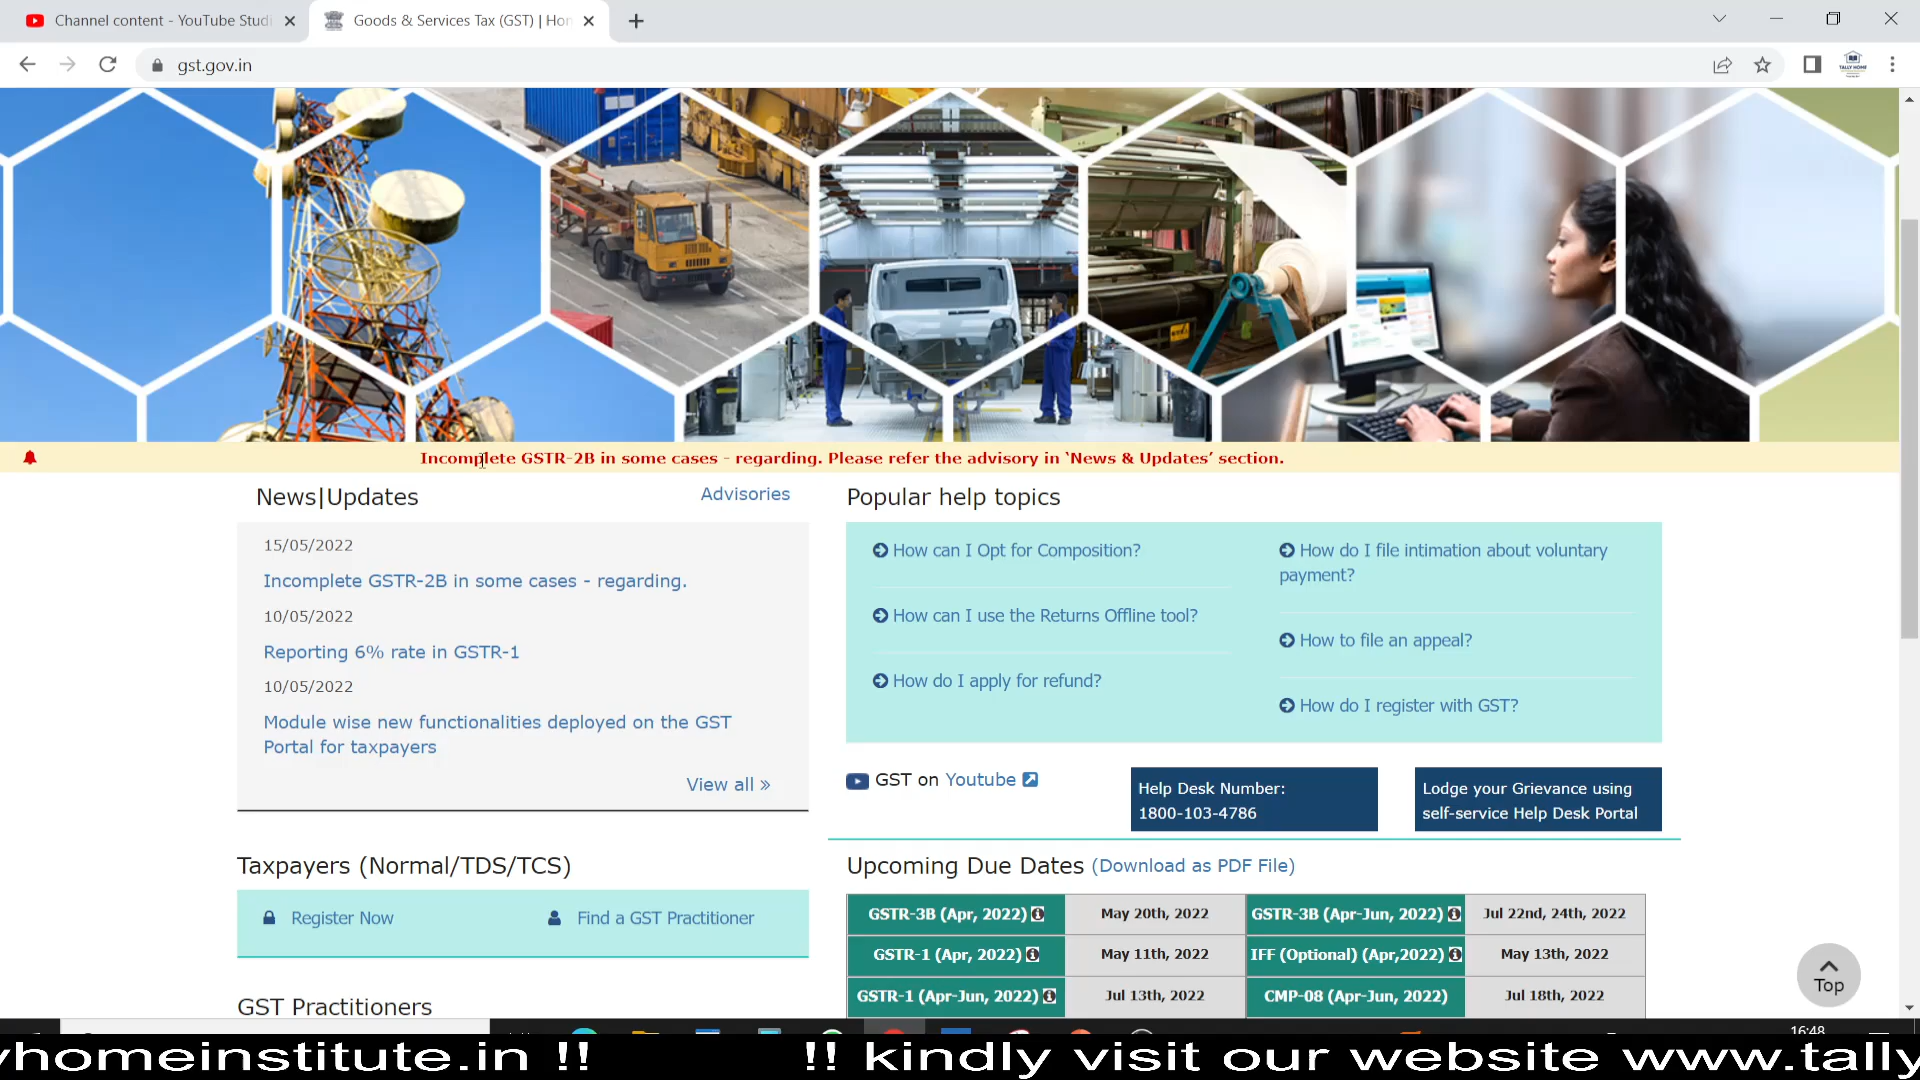 Channel content - YouTube Studi
Goods & Services Tax (GST) | Hon
gst.gov.in
Incomplete GSTR-2B in some cases - regarding. Please refer the advisory in 'News & Updates' section.
News|Updates
Advisories
15/05/2022
Incomplete GSTR-2B in some cases - regarding.
10/05/2022
Reporting 6% rate in GSTR-1
10/05/2022
Module wise new functionalities deployed on the GST
Portal for taxpayers
View all »
Popular help topics
How can I Opt for Composition?
How can I use the Returns Offline tool?
How do I apply for refund?
How do I file intimation about voluntary
payment?
How to file an appeal?
How do I register with GST?
GST on Youtube
Help Desk Number:
1800-103-4786
Lodge your Grievance using
self-service Help Desk Portal
Taxpayers (Normal/TDS/TCS)
Register Now
Find a GST Practitioner
GST Practitioners
Upcoming Due Dates (Download as PDF File)
GSTR-3B (Apr, 2022) May 20th, 2022 GSTR-3B (Apr-Jun, 2022) Jul 22nd, 24th, 2022
GSTR-1 (Apr, 2022) May 11th, 2022 IFF (Optional) (Apr,2022) May 13th, 2022
GSTR-1 (Apr-Jun, 2022) Jul 13th, 2022 CMP-08 (Apr-Jun, 2022) Jul 18th, 2022
Top
16:48
yhomeinstitute.in !! !! kindly visit our website www.tally